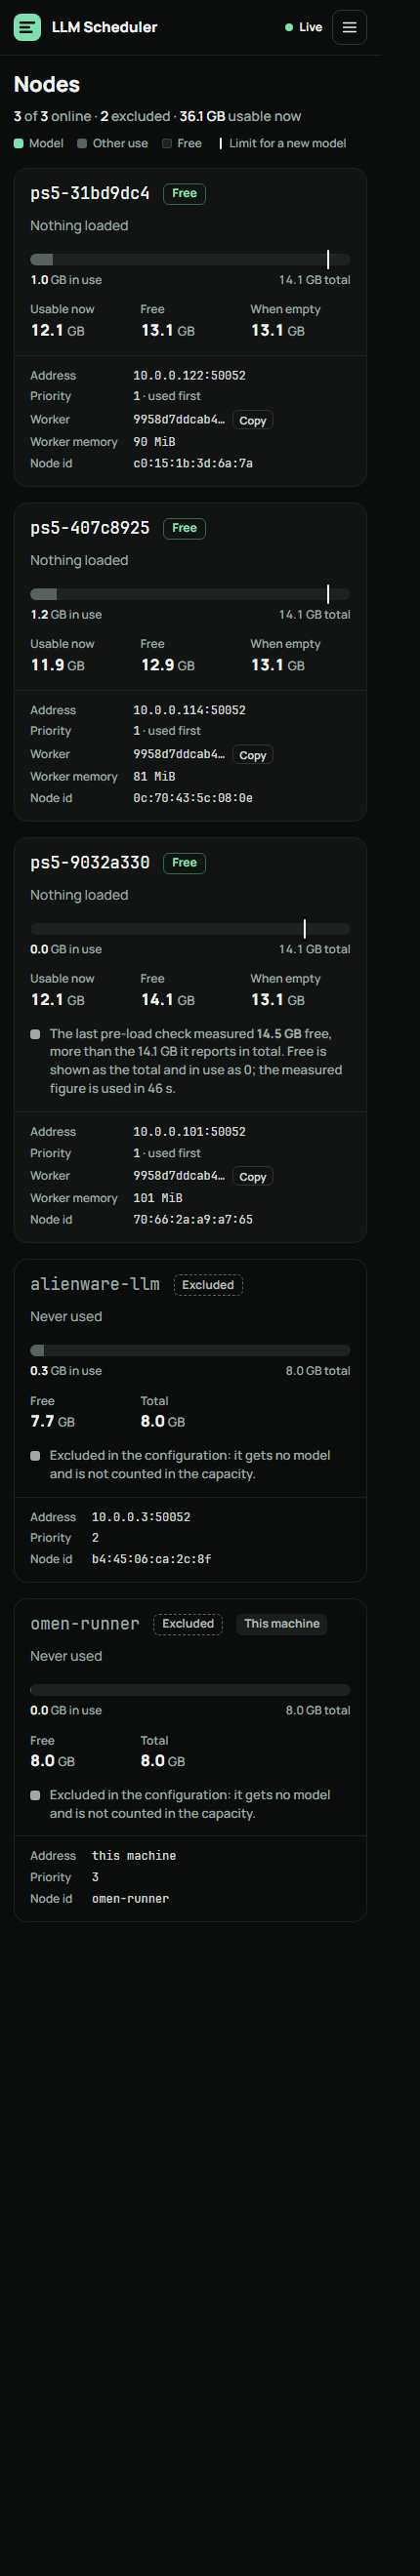 LLM Scheduler
Live
Nodes
3 of 3 online · 2 excluded · 36.1 GB usable now
Model Other use Free Limit for a new model
ps5-31bd9dc4 Free
Nothing loaded
1.0 GB in use 14.1 GB total
Usable now Free When empty
12.1 GB 13.1 GB 13.1 GB
Address 10.0.0.122:50052
Priority 1 · used first
Worker 9958d7ddcab4… Copy
Worker memory 90 MiB
Node id c0:15:1b:3d:6a:7a
ps5-407c8925 Free
Nothing loaded
1.2 GB in use 14.1 GB total
Usable now Free When empty
11.9 GB 12.9 GB 13.1 GB
Address 10.0.0.114:50052
Priority 1 · used first
Worker 9958d7ddcab4… Copy
Worker memory 81 MiB
Node id 0c:70:43:5c:08:0e
ps5-9032a330 Free
Nothing loaded
0.0 GB in use 14.1 GB total
Usable now Free When empty
12.1 GB 14.1 GB 13.1 GB
The last pre-load check measured 14.5 GB free,
more than the 14.1 GB it reports in total. Free is
shown as the total and in use as 0; the measured
figure is used in 46 s.
Address 10.0.0.101:50052
Priority 1 · used first
Worker 9958d7ddcab4… Copy
Worker memory 101 MiB
Node id 70:66:2a:a9:a7:65
alienware-llm Excluded
Never used
0.3 GB in use 8.0 GB total
Free Total
7.7 GB 8.0 GB
Excluded in the configuration: it gets no model
and is not counted in the capacity.
Address 10.0.0.3:50052
Priority 2
Node id b4:45:06:ca:2c:8f
omen-runner Excluded This machine
Never used
0.0 GB in use 8.0 GB total
Free Total
8.0 GB 8.0 GB
Excluded in the configuration: it gets no model
and is not counted in the capacity.
Address this machine
Priority 3
Node id omen-runner